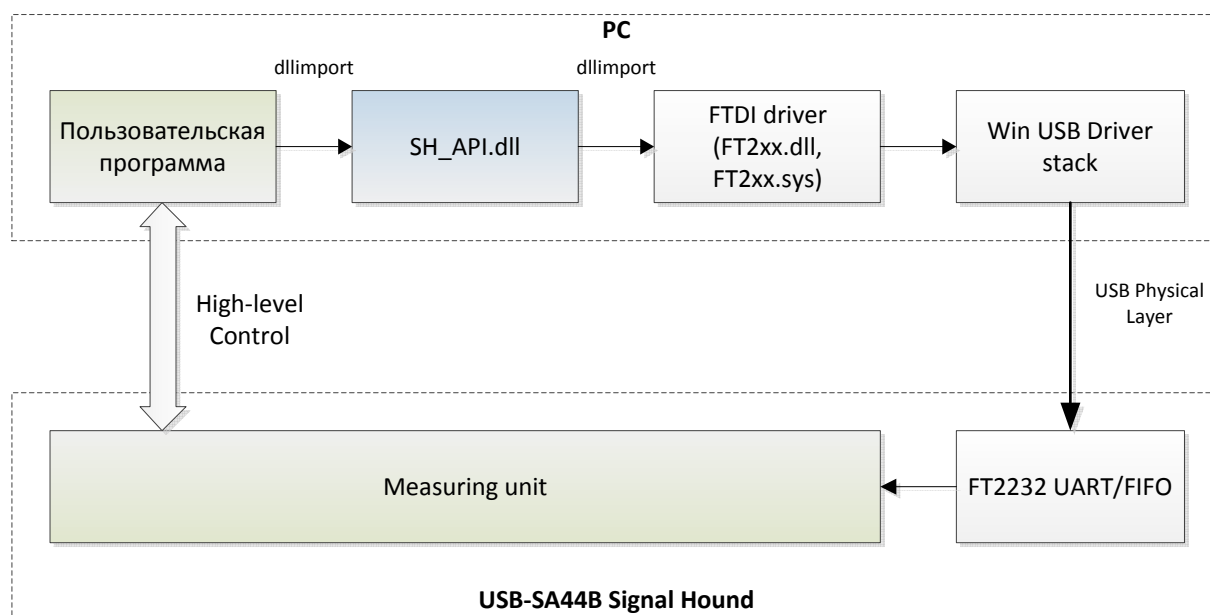 PC
dllimport
dllimport
Пользовательская
программа
SH_API.dll
FTDI driver
(FT2xx.dll,
FT2xx.sys)
Win USB Driver
stack
High-level
Control
USB Physical
Layer
Measuring unit
FT2232 UART/FIFO
USB-SA44B Signal Hound